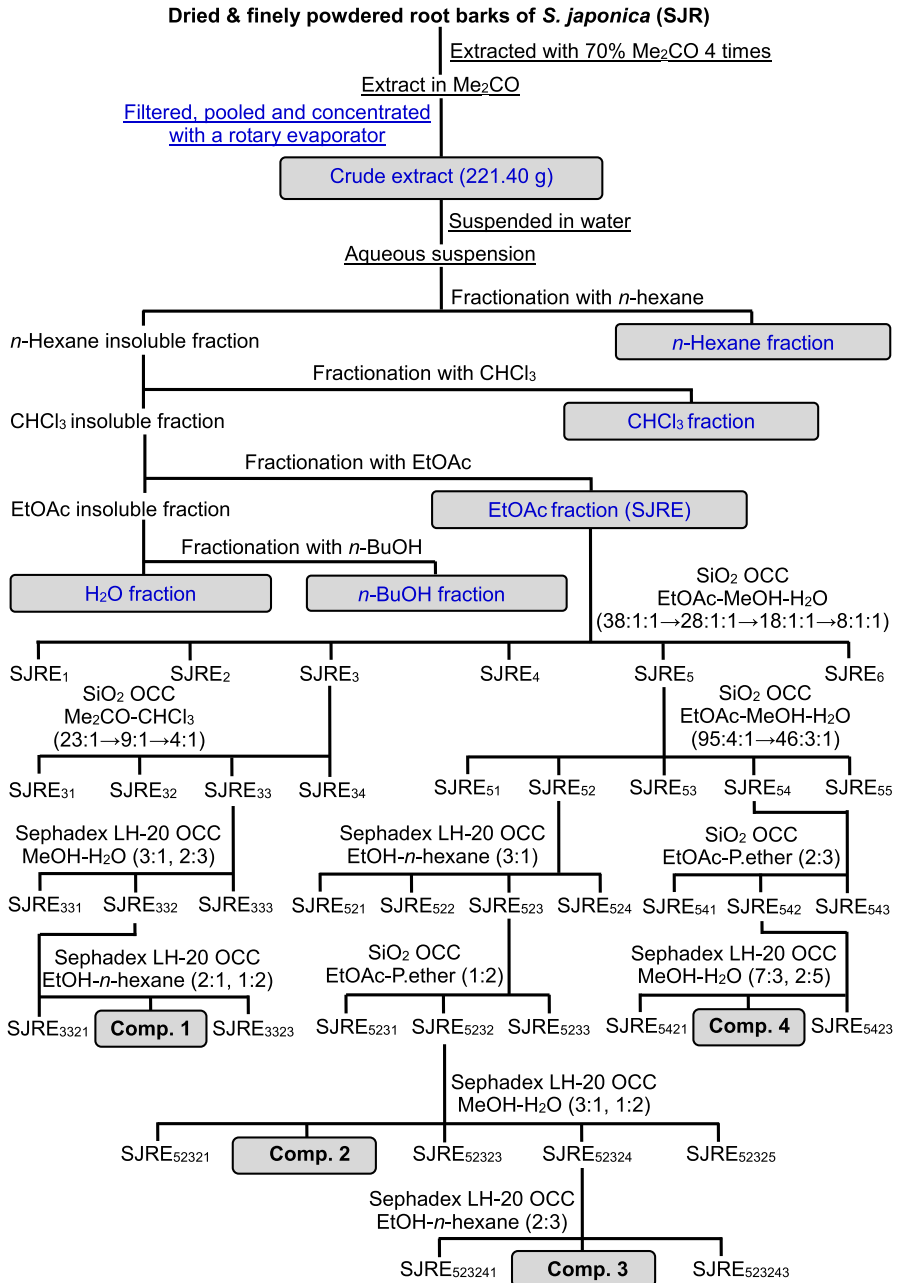 Dried & finely powdered root barks of S. japonica (SJR)
Extracted with 70% Me₂CO 4 times
Extract in Me₂CO
Filtered, pooled and concentrated
with a rotary evaporator
Crude extract (221.40 g)
Suspended in water
Aqueous suspension
Fractionation with n-hexane
n-Hexane insoluble fraction
n-Hexane fraction
Fractionation with CHCl₃
CHCl₃ insoluble fraction
CHCl₃ fraction
Fractionation with EtOAc
EtOAc insoluble fraction
EtOAc fraction (SJRE)
Fractionation with n-BuOH
H₂O fraction
n-BuOH fraction
SiO₂ OCC
EtOAc-MeOH-H₂O
(38:1:1→28:1:1→18:1:1→8:1:1)
SJRE₁ SJRE₂ SJRE₃ SJRE₄ SJRE₅ SJRE₆
SiO₂ OCC
Me₂CO-CHCl₃
(23:1→9:1→4:1)
SiO₂ OCC
EtOAc-MeOH-H₂O
(95:4:1→46:3:1)
SJRE₃₁ SJRE₃₂ SJRE₃₃ SJRE₃₄ SJRE₅₁ SJRE₅₂ SJRE₅₃ SJRE₅₄ SJRE₅₅
Sephadex LH-20 OCC
MeOH-H₂O (3:1, 2:3)
Sephadex LH-20 OCC
EtOH-n-hexane (3:1)
SiO₂ OCC
EtOAc-P.ether (2:3)
SJRE₃₃₁ SJRE₃₃₂ SJRE₃₃₃ SJRE₅₂₁ SJRE₅₂₂ SJRE₅₂₃ SJRE₅₂₄ SJRE₅₄₁ SJRE₅₄₂ SJRE₅₄₃
Sephadex LH-20 OCC
EtOH-n-hexane (2:1, 1:2)
SiO₂ OCC
EtOAc-P.ether (1:2)
Sephadex LH-20 OCC
MeOH-H₂O (7:3, 2:5)
SJRE₃₃₂₁ Comp. 1 SJRE₃₃₂₃ SJRE₅₂₃₁ SJRE₅₂₃₂ SJRE₅₂₃₃ SJRE₅₄₂₁ Comp. 4 SJRE₅₄₂₃
Sephadex LH-20 OCC
MeOH-H₂O (3:1, 1:2)
SJRE₅₂₃₂₁ Comp. 2 SJRE₅₂₃₂₃ SJRE₅₂₃₂₄ SJRE₅₂₃₂₅
Sephadex LH-20 OCC
EtOH-n-hexane (2:3)
SJRE₅₂₃₂₄₁ Comp. 3 SJRE₅₂₃₂₄₃